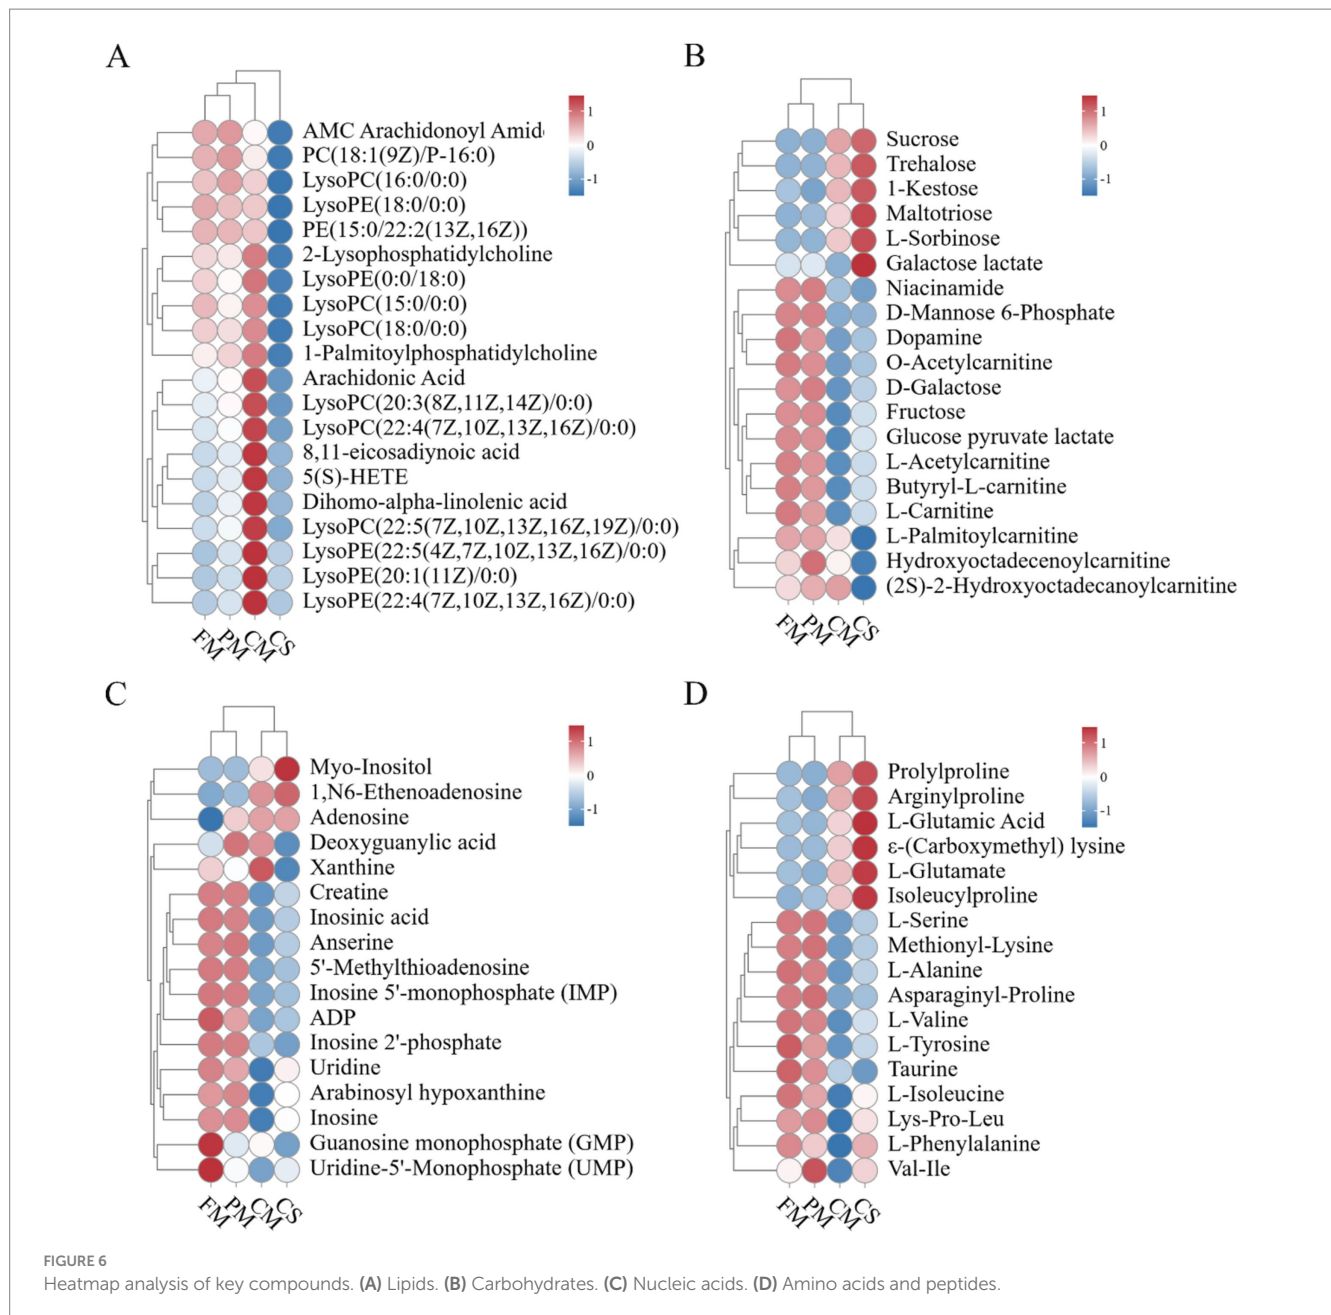 A
1
0
-1
AMC Arachidonoyl Amid
PC(18:1(9Z)/P-16:0)
LysoPC(16:0/0:0)
LysoPE(18:0/0:0)
PE(15:0/22:2(13Z,16Z))
2-Lysophosphatidylcholine
LysoPE(0:0/18:0)
LysoPC(15:0/0:0)
LysoPC(18:0/0:0)
1-Palmitoylphosphatidylcholine
Arachidonic Acid
LysoPC(20:3(8Z,11Z,14Z)/0:0)
LysoPC(22:4(7Z,10Z,13Z,16Z)/0:0)
8,11-eicosadiynoic acid
5(S)-HETE
Dihomo-alpha-linolenic acid
LysoPC(22:5(7Z,10Z,13Z,16Z,19Z)/0:0)
LysoPE(22:5(4Z,7Z,10Z,13Z,16Z)/0:0)
LysoPE(20:1(11Z)/0:0)
LysoPE(22:4(7Z,10Z,13Z,16Z)/0:0)
FM PM CM CS
B
1
0
-1
Sucrose
Trehalose
1-Kestose
Maltotriose
L-Sorbinose
Galactose lactate
Niacinamide
D-Mannose 6-Phosphate
Dopamine
O-Acetylcarnitine
D-Galactose
Fructose
Glucose pyruvate lactate
L-Acetylcarnitine
Butyryl-L-carnitine
L-Carnitine
L-Palmitoylcarnitine
Hydroxyoctadecenoylcarnitine
(2S)-2-Hydroxyoctadecanoylcarnitine
FM PM CM CS
C
1
0
-1
Myo-Inositol
1,N6-Ethenoadenosine
Adenosine
Deoxyguanylic acid
Xanthine
Creatine
Inosinic acid
Anserine
5'-Methylthioadenosine
Inosine 5'-monophosphate (IMP)
ADP
Inosine 2'-phosphate
Uridine
Arabinosyl hypoxanthine
Inosine
Guanosine monophosphate (GMP)
Uridine-5'-Monophosphate (UMP)
FM PM CM CS
D
1
0
-1
Prolylproline
Arginylproline
L-Glutamic Acid
ε-(Carboxymethyl) lysine
L-Glutamate
Isoleucylproline
L-Serine
Methionyl-Lysine
L-Alanine
Asparaginyl-Proline
L-Valine
L-Tyrosine
Taurine
L-Isoleucine
Lys-Pro-Leu
L-Phenylalanine
Val-Ile
FM PM CM CS
FIGURE 6
Heatmap analysis of key compounds. (A) Lipids. (B) Carbohydrates. (C) Nucleic acids. (D) Amino acids and peptides.